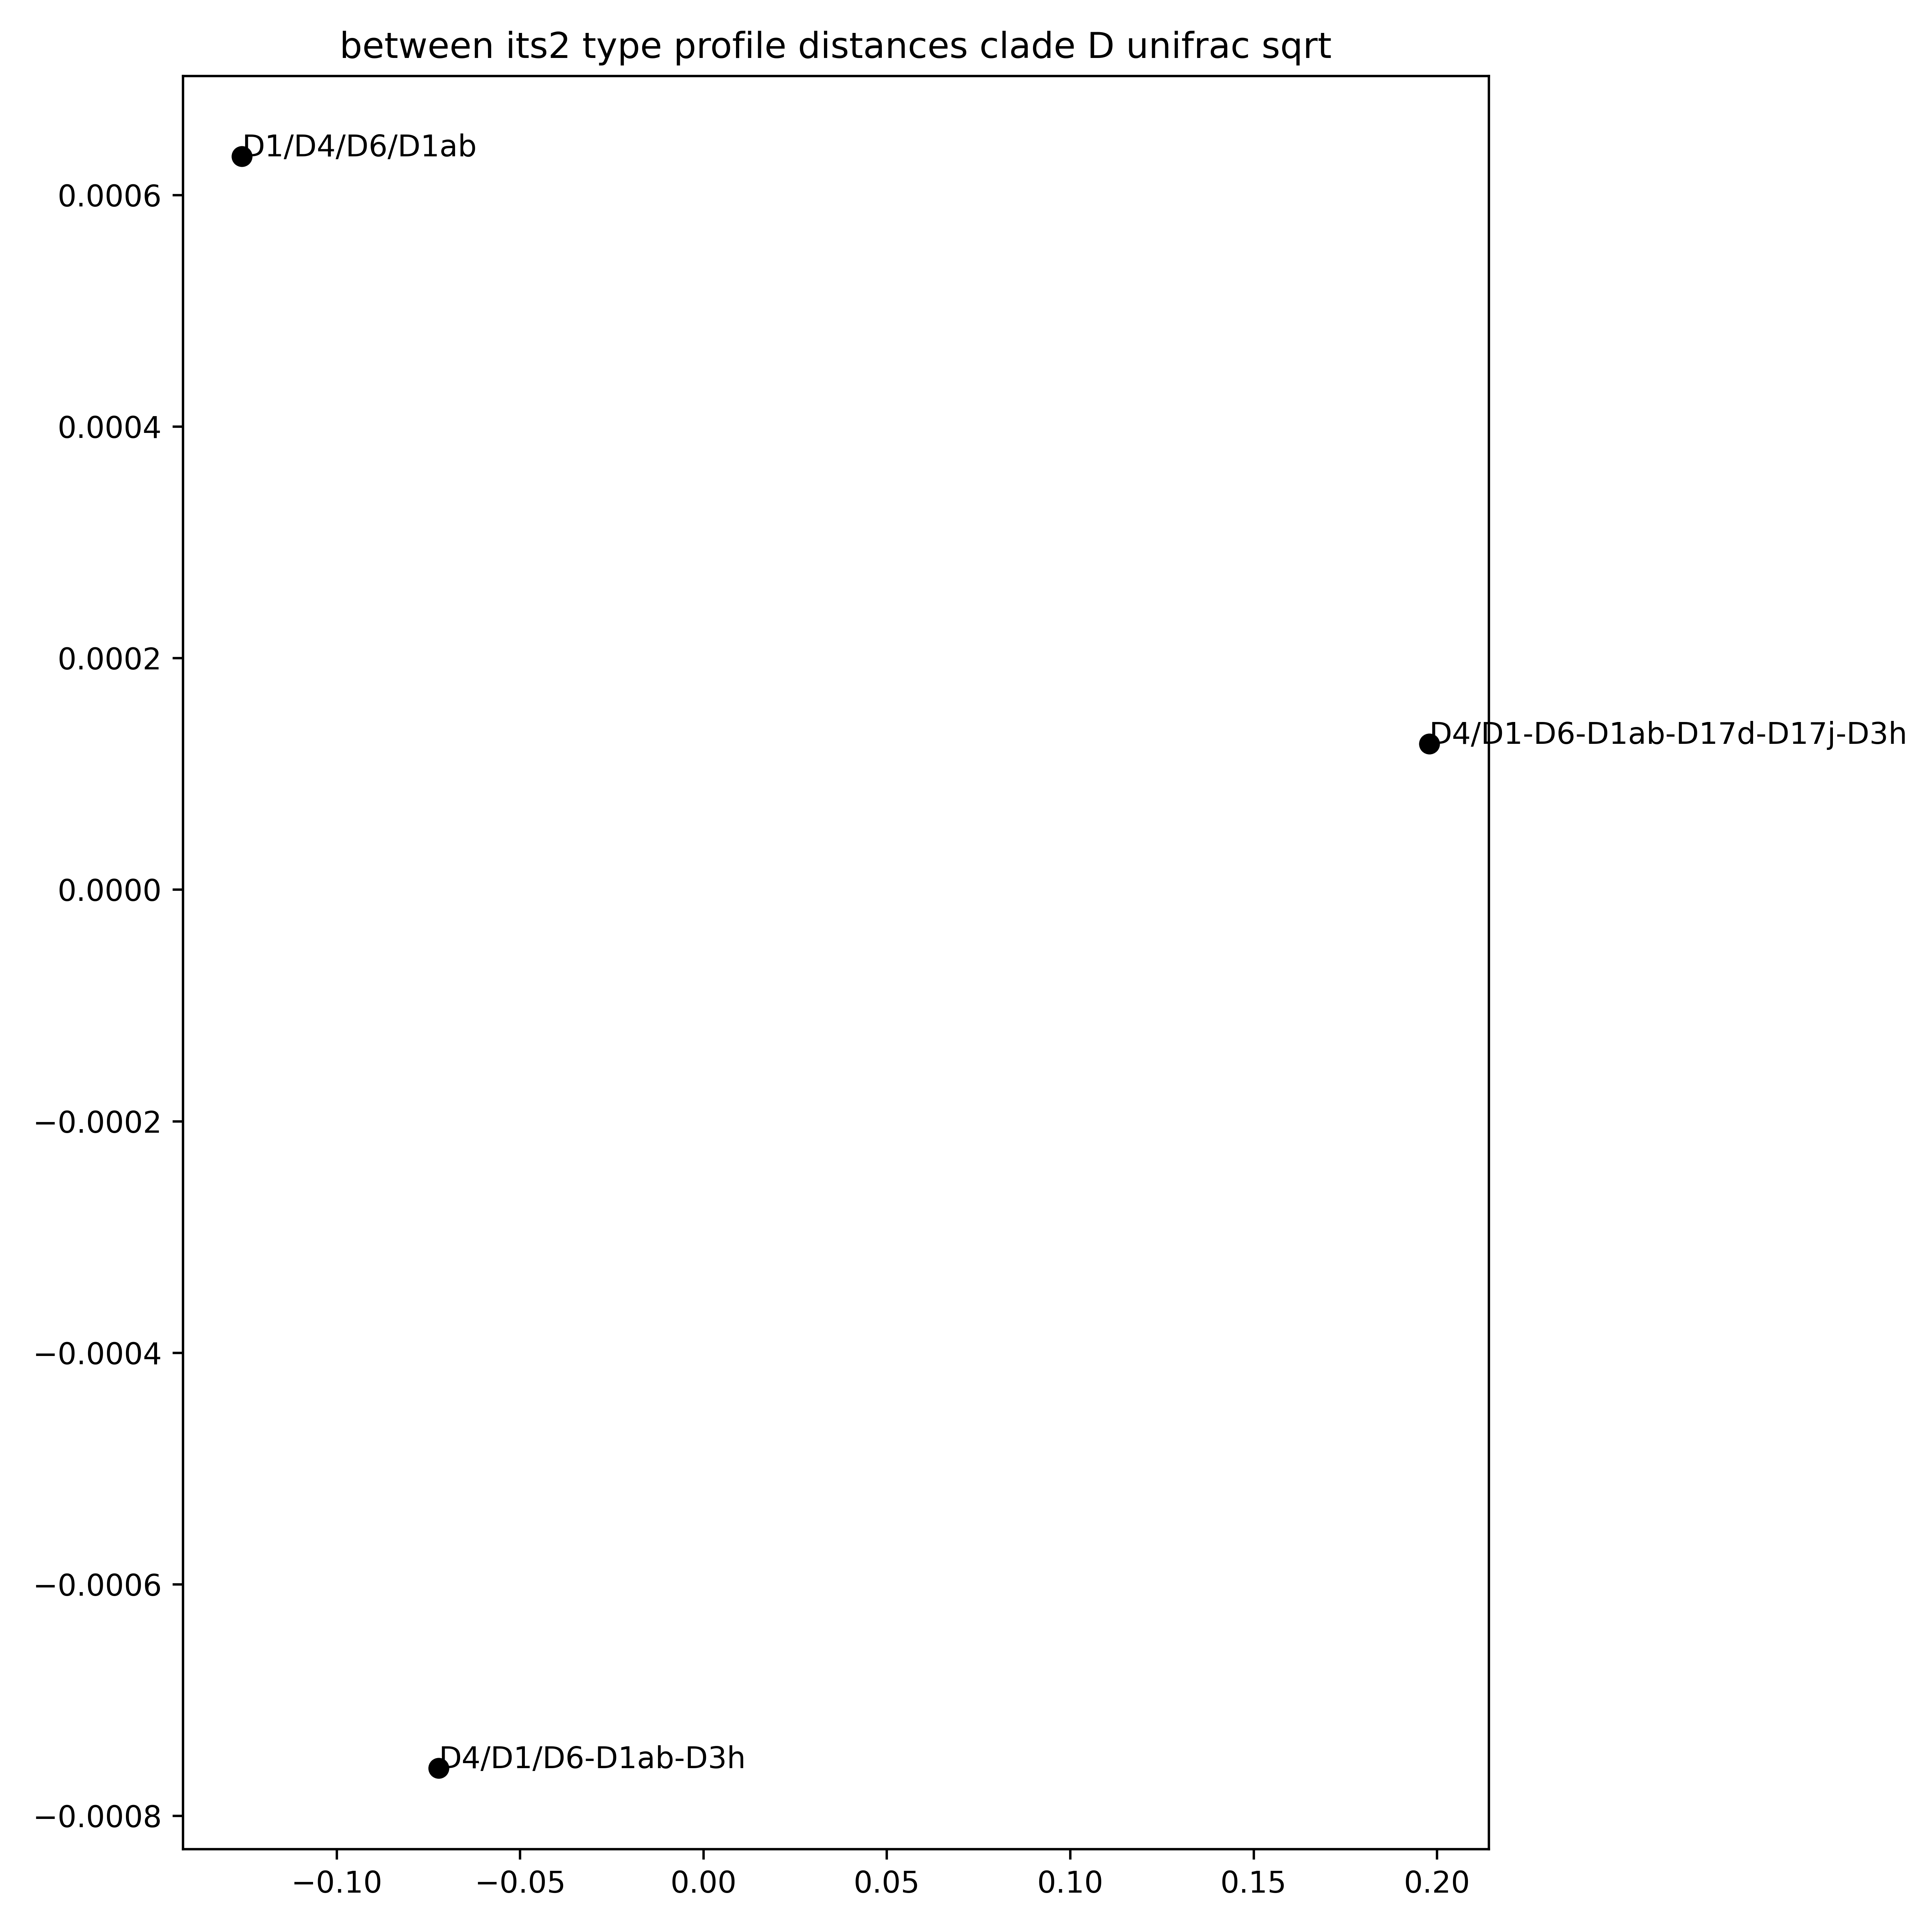 between its2 type profile distances clade D unifrac sqrt
D1/D4/D6/D1ab
0.0006
0.0004
0.0002
D4/D1-D6-D1ab-D17d-D17j-D3h
0.0000
−0.0002
−0.0004
−0.0006
D4/D1/D6-D1ab-D3h
−0.0008
−0.10 −0.05 0.00 0.05 0.10 0.15 0.20